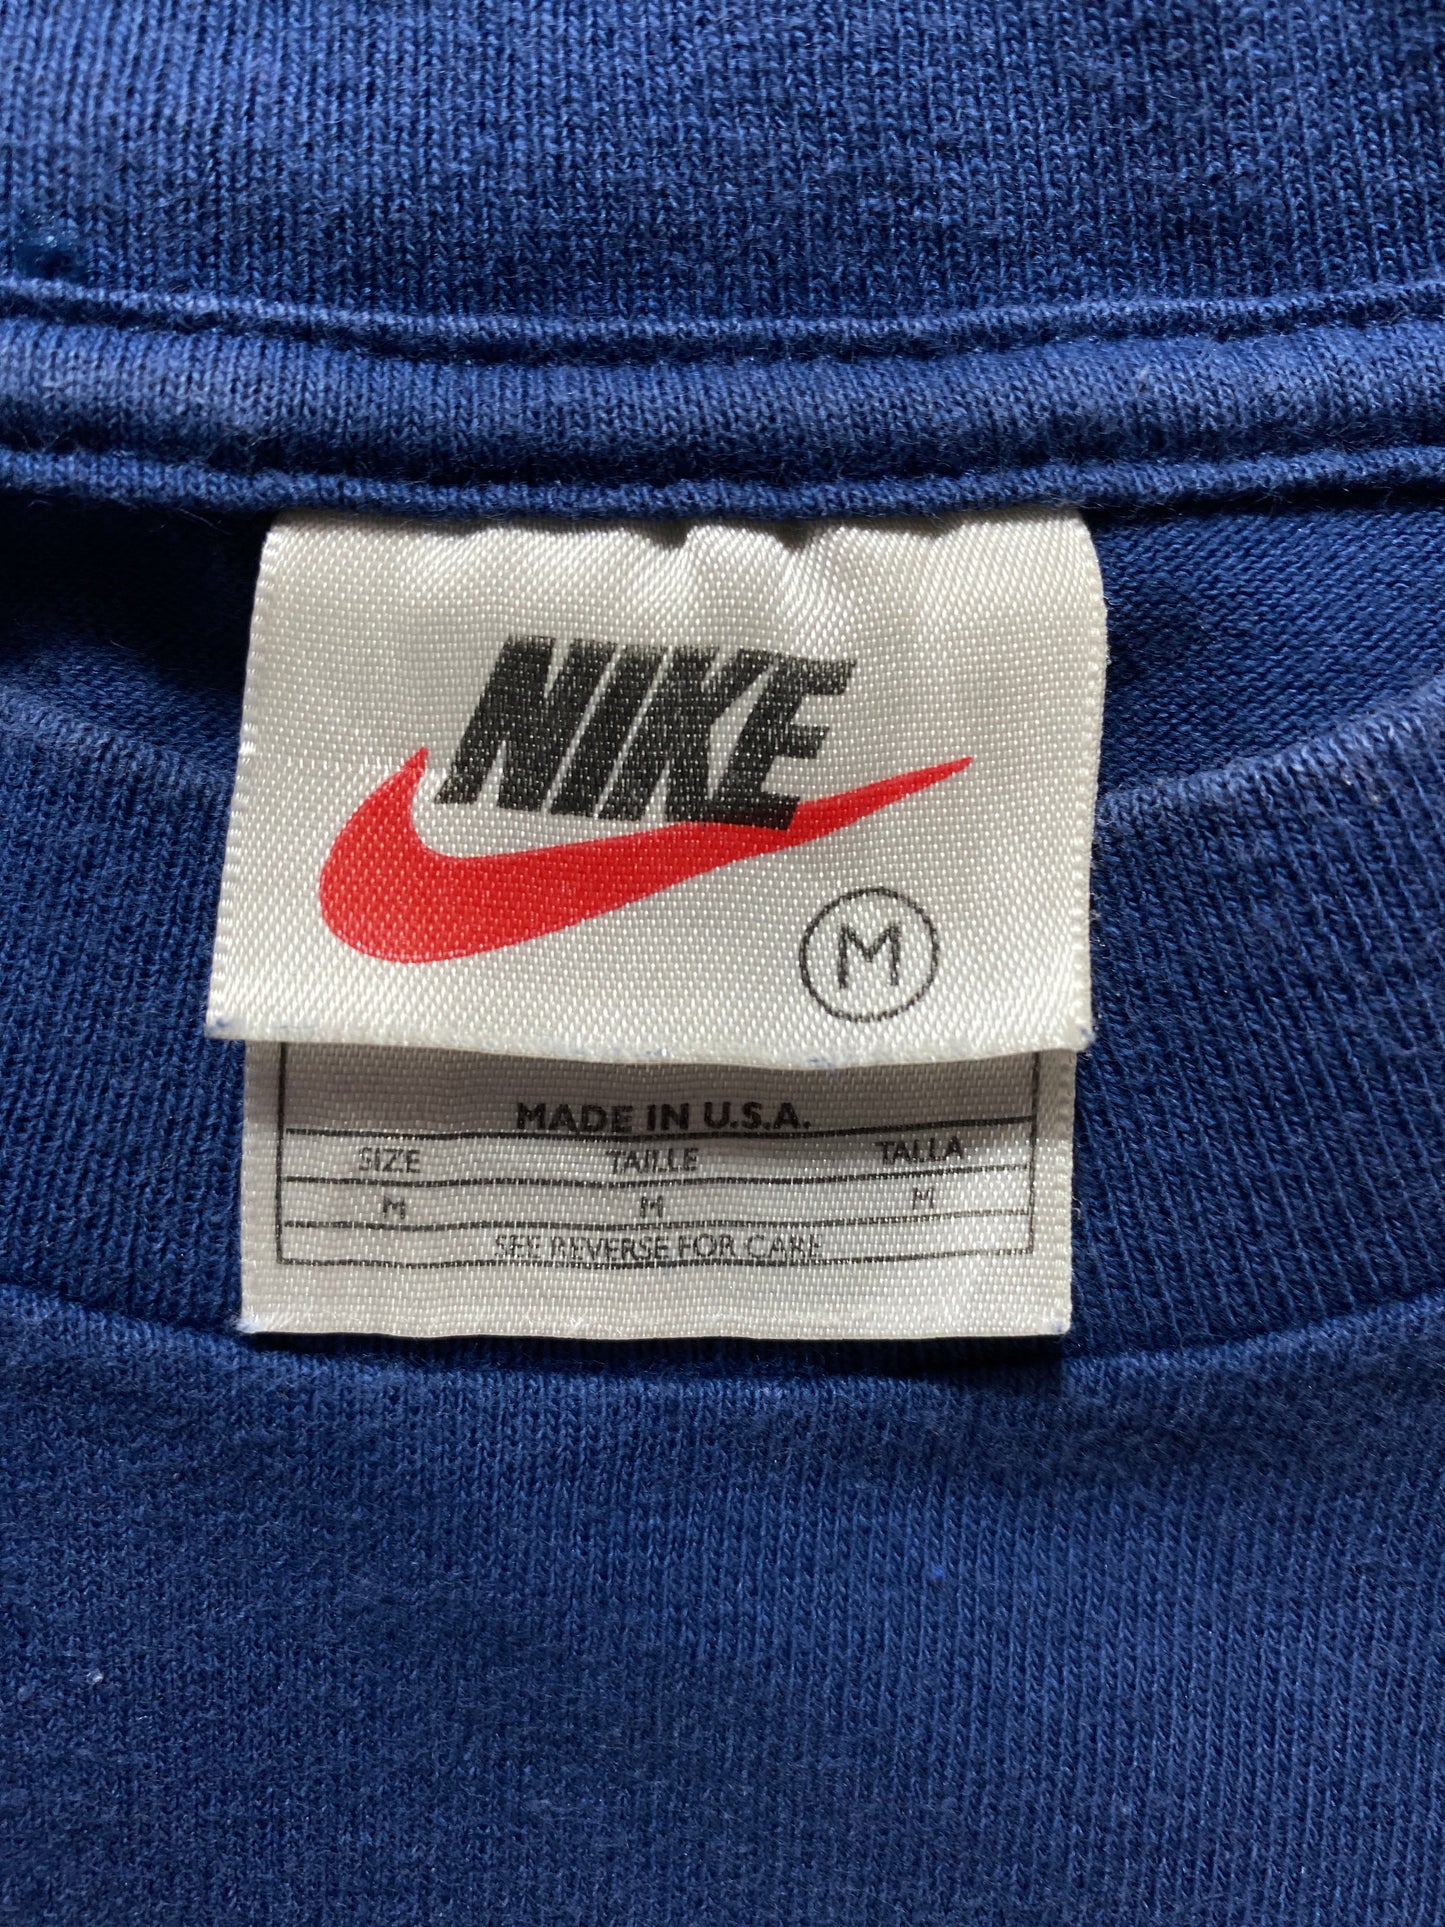 NIKE
M
MADE IN U.S.A.
SIZE TAILLE TALLA
M M M
SEE REVERSE FOR CARE